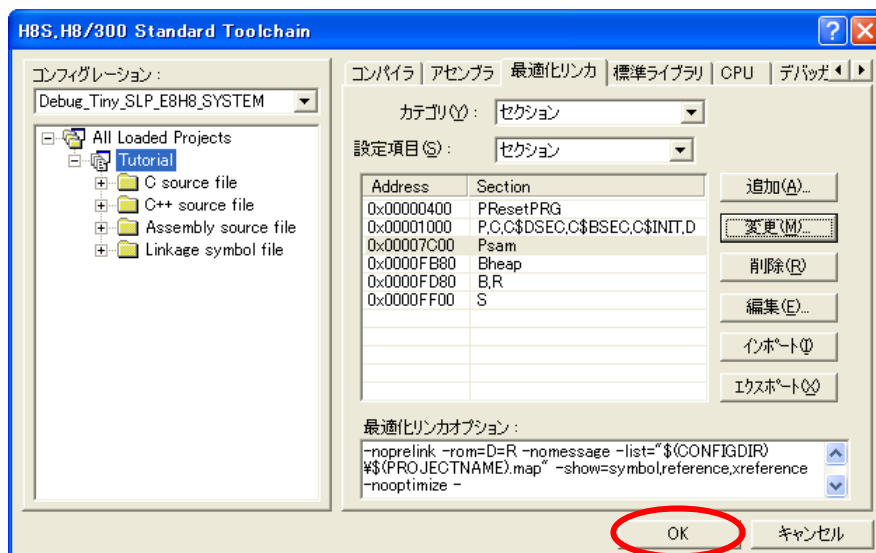 H8S,H8/300 Standard Toolchain
コンフィグレーション :
Debug_Tiny_SLP_E8H8_SYSTEM
All Loaded Projects
Tutorial
C source file
C++ source file
Assembly source file
Linkage symbol file
コンパイラ アセンブラ 最適化リンカ 標準ライブラリ CPU デバッガ
カテゴリ(Y) : セクション
設定項目(S) : セクション
Address Section
0x00000400 PResetPRG
0x00001000 P,C,C$DSEC,C$BSEC,C$INIT,D
0x00007C00 Psam
0x0000FB80 Bheap
0x0000FD80 B,R
0x0000FF00 S
追加(A)...
変更(M)...
削除(R)
編集(E)...
インポート(I)
エクスポート(X)
最適化リンカオプション :
-noprelink -rom=D=R -nomessage -list="$(CONFIGDIR)
¥$(PROJECTNAME).map" -show=symbol,reference,xreference
-nooptimize -
OK キャンセル